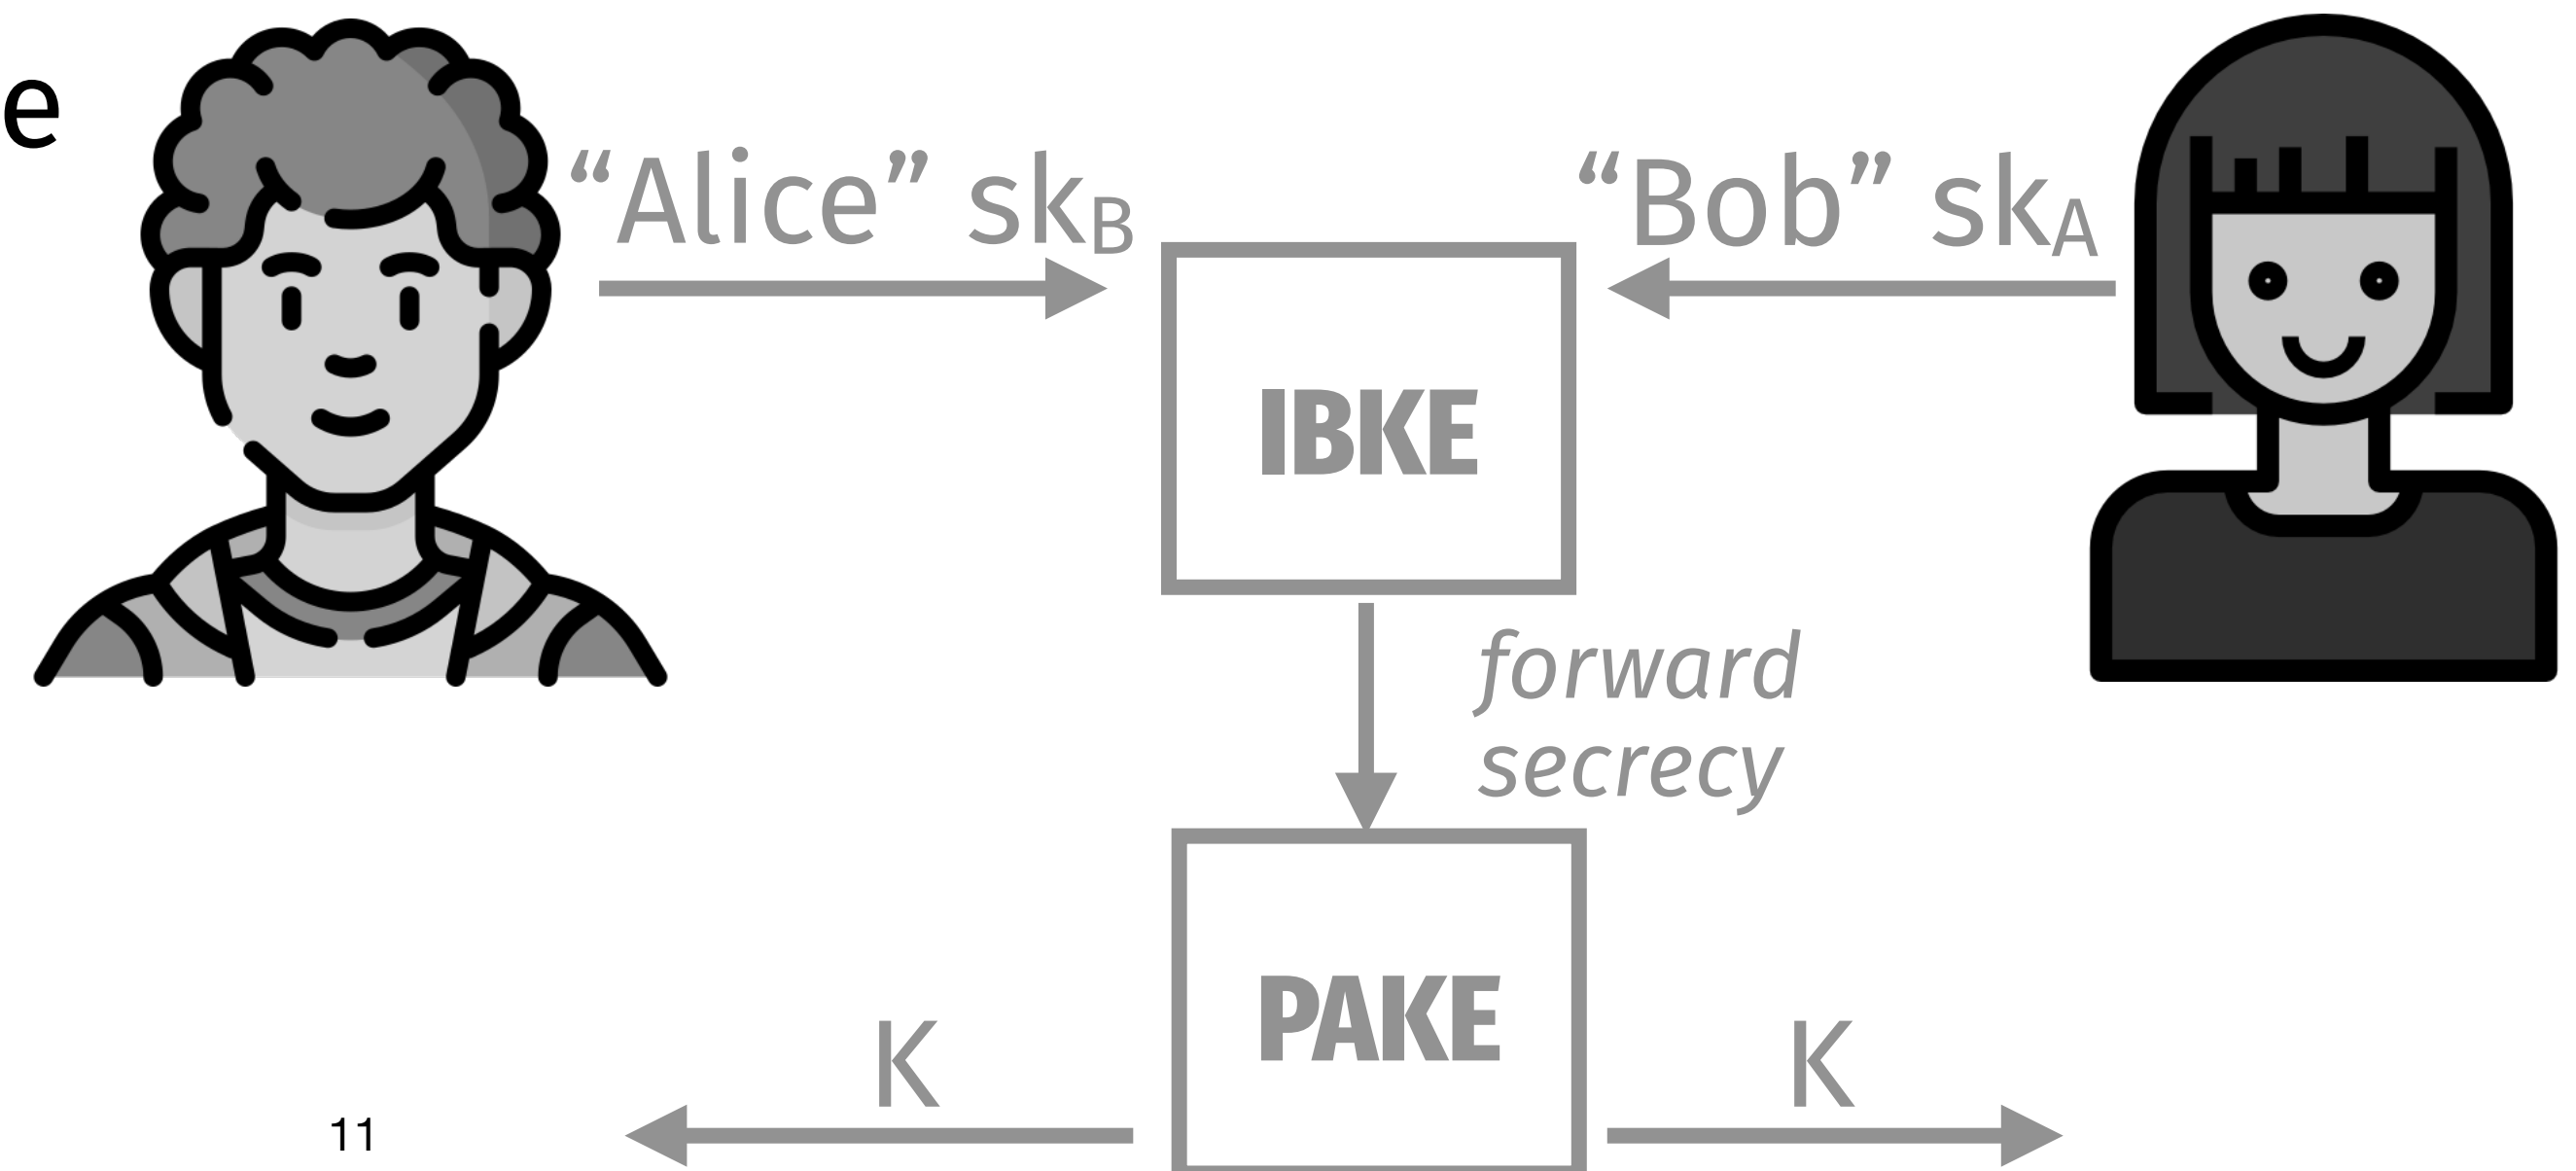 e
“Alice” skB
“Bob” skA
IBKE
forward
secrecy
PAKE
K
K
11